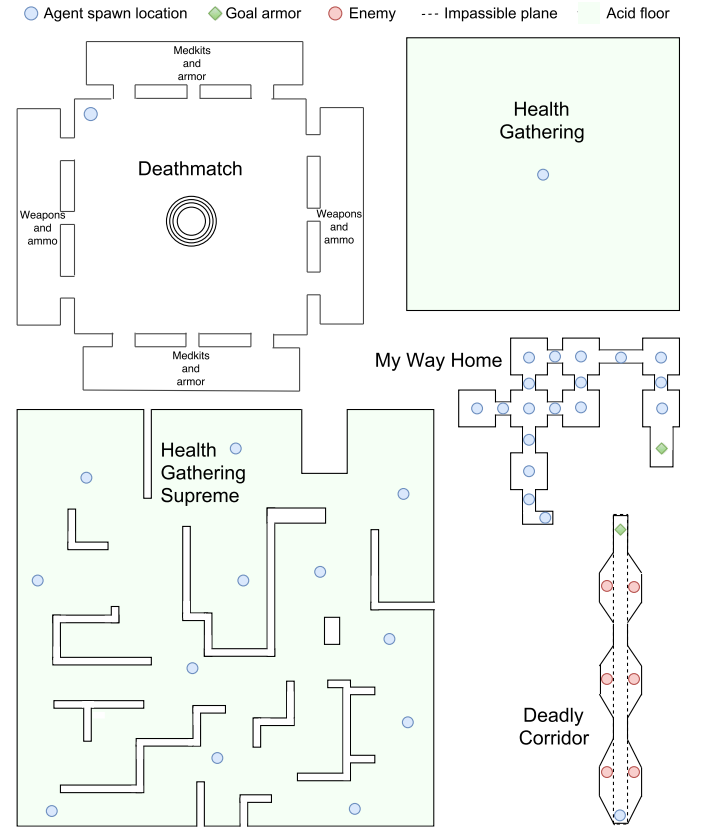 Agent spawn location
Goal armor
Enemy
Impassible plane
Acid floor
Medkits
and
armor
Health
Gathering
Deathmatch
Weapons
and
ammo
Weapons
and
ammo
Medkits
and
armor
My Way Home
Health
Gathering
Supreme
Deadly
Corridor